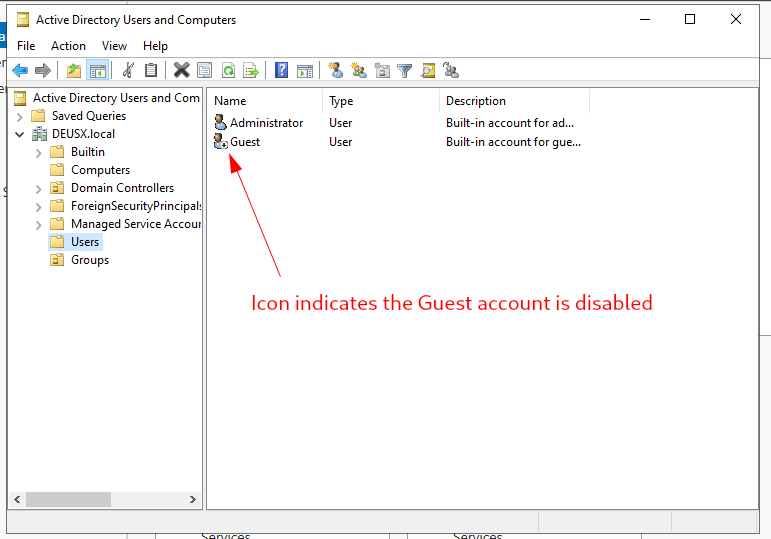 Active Directory Users and Computers
File Action View Help
Active Directory Users and Com
Saved Queries
DEUSX.local
Builtin
Computers
Domain Controllers
ForeignSecurityPrincipals
Managed Service Accour
Users
Groups
Name Type Description
Administrator User Built-in account for ad...
Guest User Built-in account for gue...
Icon indicates the Guest account is disabled
Services Services